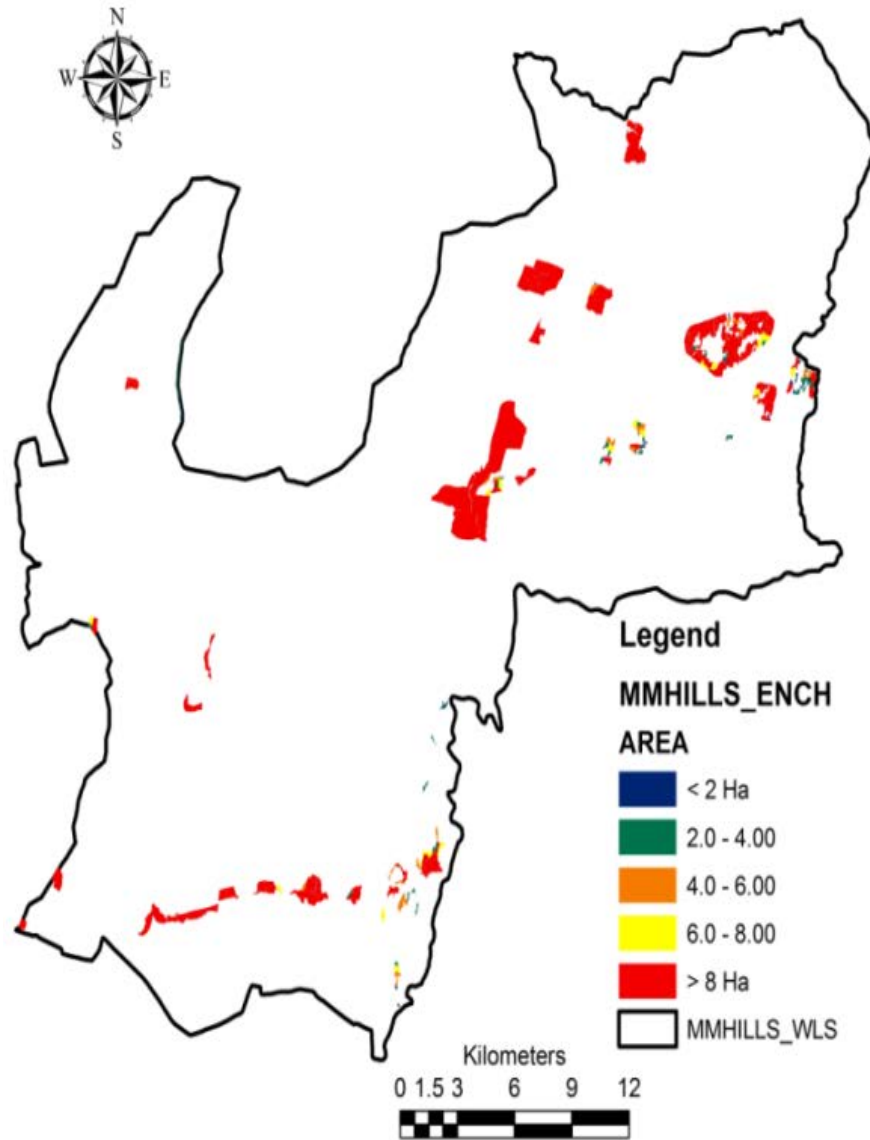 N
W E
S
Legend
MMHILLS_ENCH
AREA
< 2 Ha
2.0 - 4.00
4.0 - 6.00
6.0 - 8.00
> 8 Ha
MMHILLS_WLS
Kilometers
0 1.5 3 6 9 12